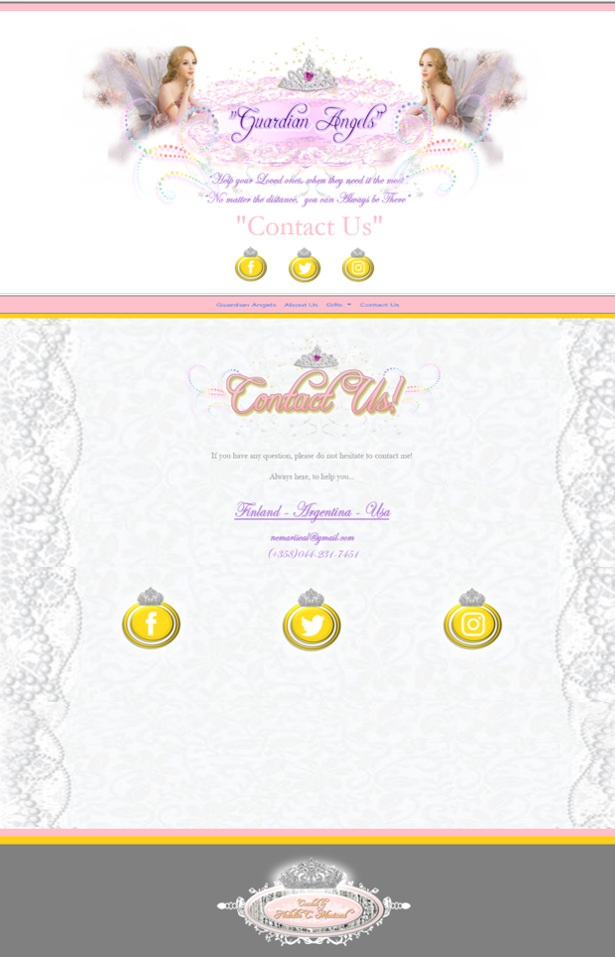 "Guardian Angels"
"Help your Loved ones, when they need it the most
No matter the distance, you can Always be There"
"Contact Us"
Guardian Angels About Us Gifts Contact Us
Contact Us!
If you have any question, please do not hesitate to contact me!
Always here, to help you...
Finland - Argentina - Usa
ncmariscal@gmail.com
(+358)044-231-7451
Natalia C. Mariscal